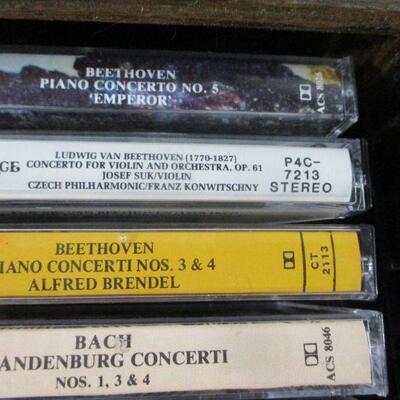 BEETHOVEN
PIANO CONCERTO NO. 5
'EMPEROR'
LUDWIG VAN BEETHOVEN (1770-1827)
CONCERTO FOR VIOLIN AND ORCHESTRA, OP. 61
JOSEF SUK/VIOLIN
CZECH PHILHARMONIC/FRANZ KONWITSCHNY
P4C-
7213
STEREO
BEETHOVEN
IANO CONCERTI NOS. 3 & 4
ALFRED BRENDEL
CT
2113
BACH
ANDENBURG CONCERTI
NOS. 1, 3 & 4
ACS 8046